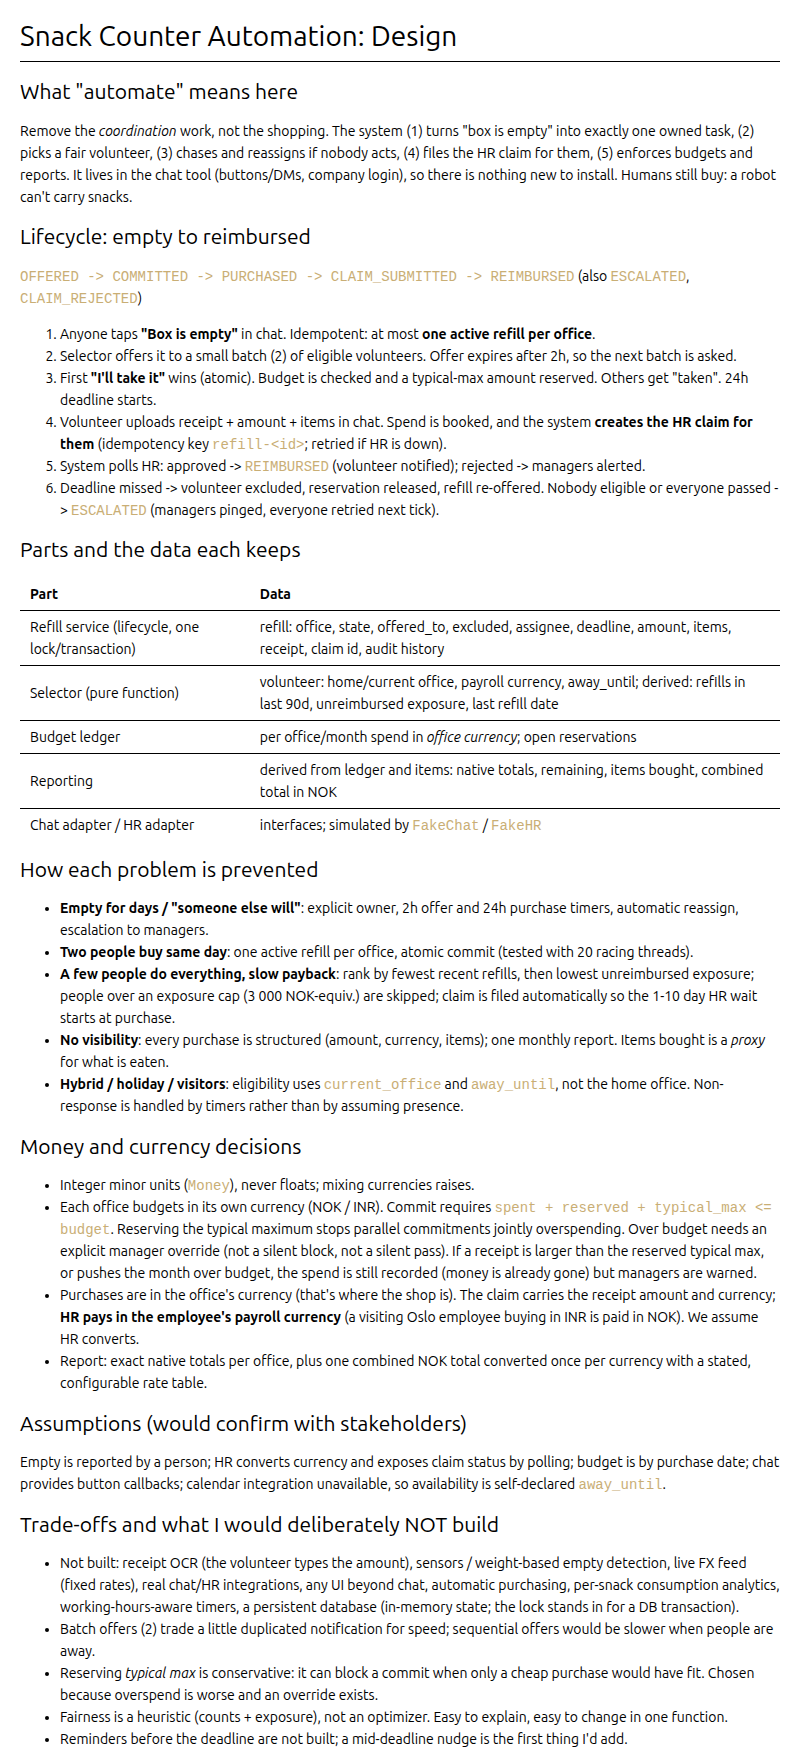 Snack Counter Automation: Design
What "automate" means here
Remove the coordination work, not the shopping. The system (1) turns "box is empty" into exactly one owned task, (2)
picks a fair volunteer, (3) chases and reassigns if nobody acts, (4) files the HR claim for them, (5) enforces budgets and
reports. It lives in the chat tool (buttons/DMs, company login), so there is nothing new to install. Humans still buy: a robot
can't carry snacks.
Lifecycle: empty to reimbursed
OFFERED -> COMMITTED -> PURCHASED -> CLAIM_SUBMITTED -> REIMBURSED (also ESCALATED,
CLAIM_REJECTED)
1. Anyone taps "Box is empty" in chat. Idempotent: at most one active refill per office.
2. Selector offers it to a small batch (2) of eligible volunteers. Offer expires after 2h, so the next batch is asked.
3. First "I'll take it" wins (atomic). Budget is checked and a typical-max amount reserved. Others get "taken". 24h
deadline starts.
4. Volunteer uploads receipt + amount + items in chat. Spend is booked, and the system creates the HR claim for
them (idempotency key refill-<id>; retried if HR is down).
5. System polls HR: approved -> REIMBURSED (volunteer notified); rejected -> managers alerted.
6. Deadline missed -> volunteer excluded, reservation released, refill re-offered. Nobody eligible or everyone passed -
> ESCALATED (managers pinged, everyone retried next tick).
Parts and the data each keeps
Part Data
Refill service (lifecycle, one
lock/transaction)
refill: office, state, offered_to, excluded, assignee, deadline, amount, items,
receipt, claim id, audit history
Selector (pure function)
volunteer: home/current office, payroll currency, away_until; derived: refills in
last 90d, unreimbursed exposure, last refill date
Budget ledger per office/month spend in office currency; open reservations
Reporting
derived from ledger and items: native totals, remaining, items bought, combined
total in NOK
Chat adapter / HR adapter interfaces; simulated by FakeChat / FakeHR
How each problem is prevented
• Empty for days / "someone else will": explicit owner, 2h offer and 24h purchase timers, automatic reassign,
escalation to managers.
• Two people buy same day: one active refill per office, atomic commit (tested with 20 racing threads).
• A few people do everything, slow payback: rank by fewest recent refills, then lowest unreimbursed exposure;
people over an exposure cap (3 000 NOK-equiv.) are skipped; claim is filed automatically so the 1-10 day HR wait
starts at purchase.
• No visibility: every purchase is structured (amount, currency, items); one monthly report. Items bought is a proxy
for what is eaten.
• Hybrid / holiday / visitors: eligibility uses current_office and away_until, not the home office. Non-
response is handled by timers rather than by assuming presence.
Money and currency decisions
• Integer minor units (Money), never floats; mixing currencies raises.
• Each office budgets in its own currency (NOK / INR). Commit requires spent + reserved + typical_max <=
budget. Reserving the typical maximum stops parallel commitments jointly overspending. Over budget needs an
explicit manager override (not a silent block, not a silent pass). If a receipt is larger than the reserved typical max,
or pushes the month over budget, the spend is still recorded (money is already gone) but managers are warned.
• Purchases are in the office's currency (that's where the shop is). The claim carries the receipt amount and currency;
HR pays in the employee's payroll currency (a visiting Oslo employee buying in INR is paid in NOK). We assume
HR converts.
• Report: exact native totals per office, plus one combined NOK total converted once per currency with a stated,
configurable rate table.
Assumptions (would confirm with stakeholders)
Empty is reported by a person; HR converts currency and exposes claim status by polling; budget is by purchase date; chat
provides button callbacks; calendar integration unavailable, so availability is self-declared away_until.
Trade-offs and what I would deliberately NOT build
• Not built: receipt OCR (the volunteer types the amount), sensors / weight-based empty detection, live FX feed
(fixed rates), real chat/HR integrations, any UI beyond chat, automatic purchasing, per-snack consumption analytics,
working-hours-aware timers, a persistent database (in-memory state; the lock stands in for a DB transaction).
• Batch offers (2) trade a little duplicated notification for speed; sequential offers would be slower when people are
away.
• Reserving typical max is conservative: it can block a commit when only a cheap purchase would have fit. Chosen
because overspend is worse and an override exists.
• Fairness is a heuristic (counts + exposure), not an optimizer. Easy to explain, easy to change in one function.
• Reminders before the deadline are not built; a mid-deadline nudge is the first thing I'd add.